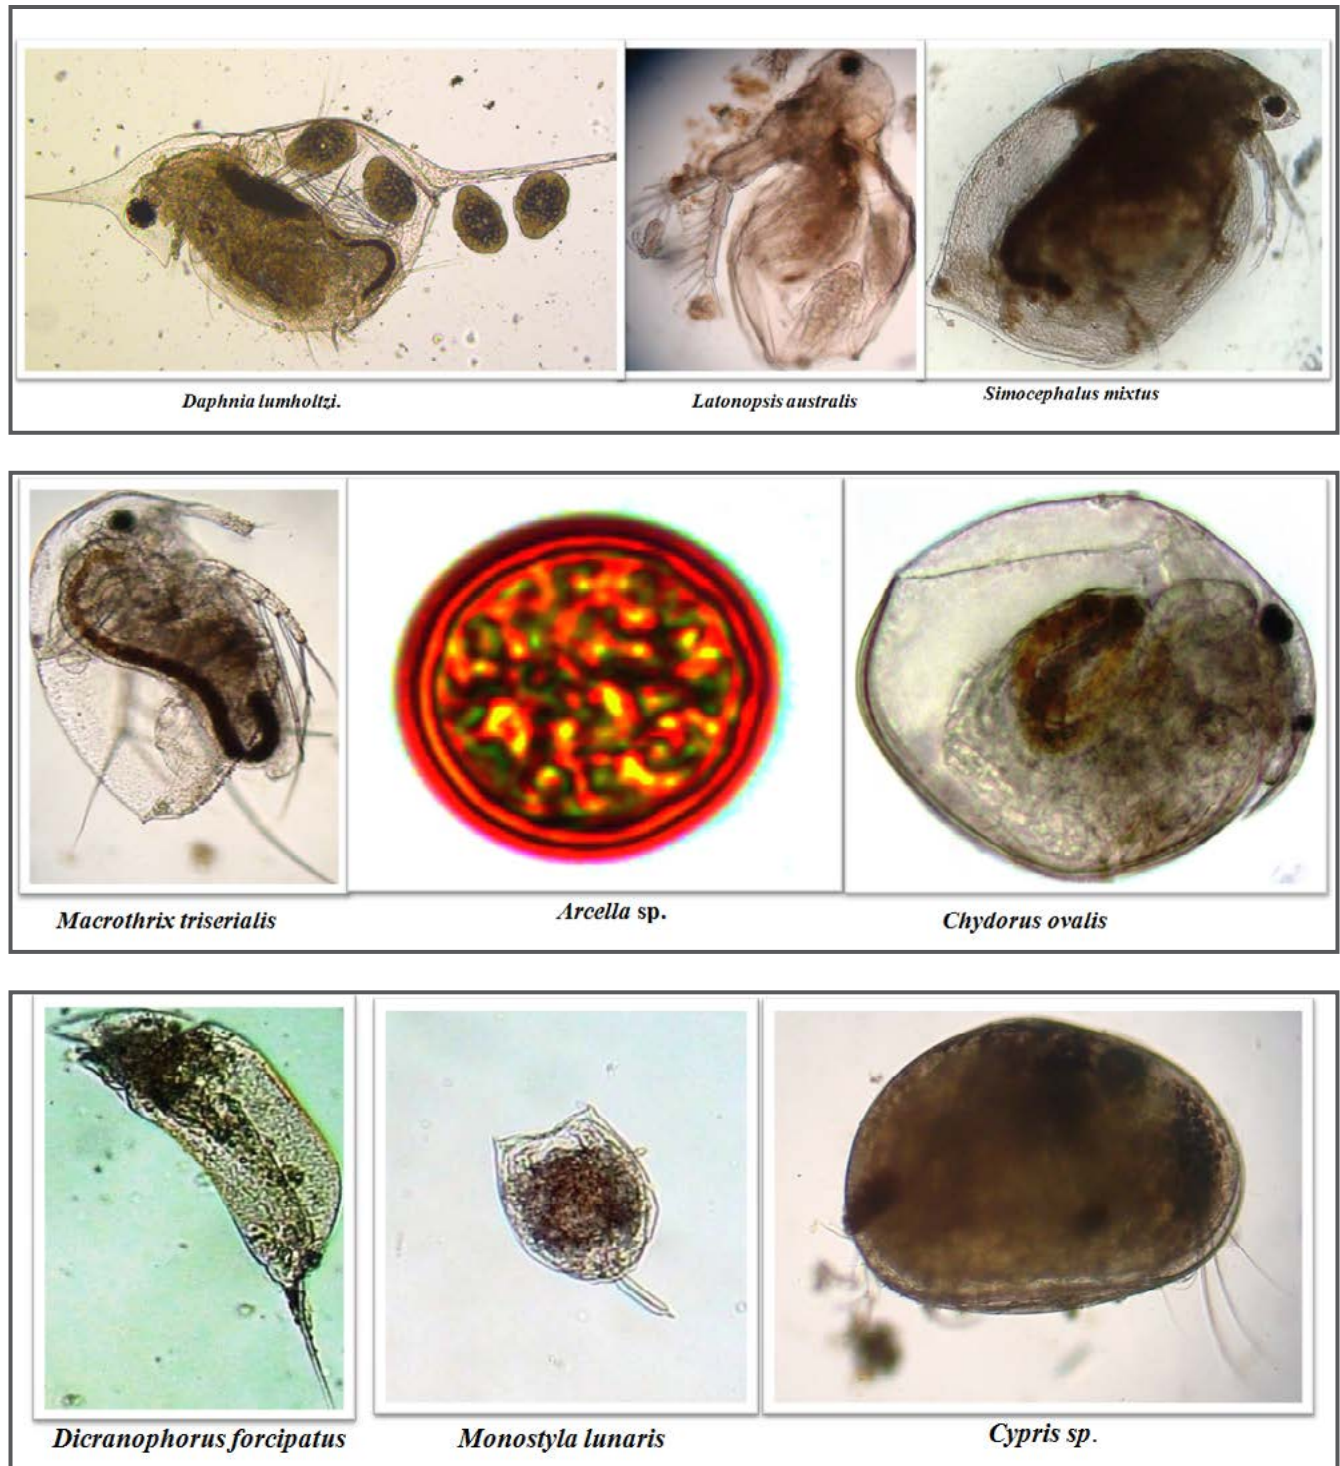 Daphnia lumholtzi.
Latonopsis australis
Simocephalus mixtus
Macrothrix triserialis
Arcella sp.
Chydorus ovalis
Dicranophorus forcipatus
Monostyla lunaris
Cypris sp.